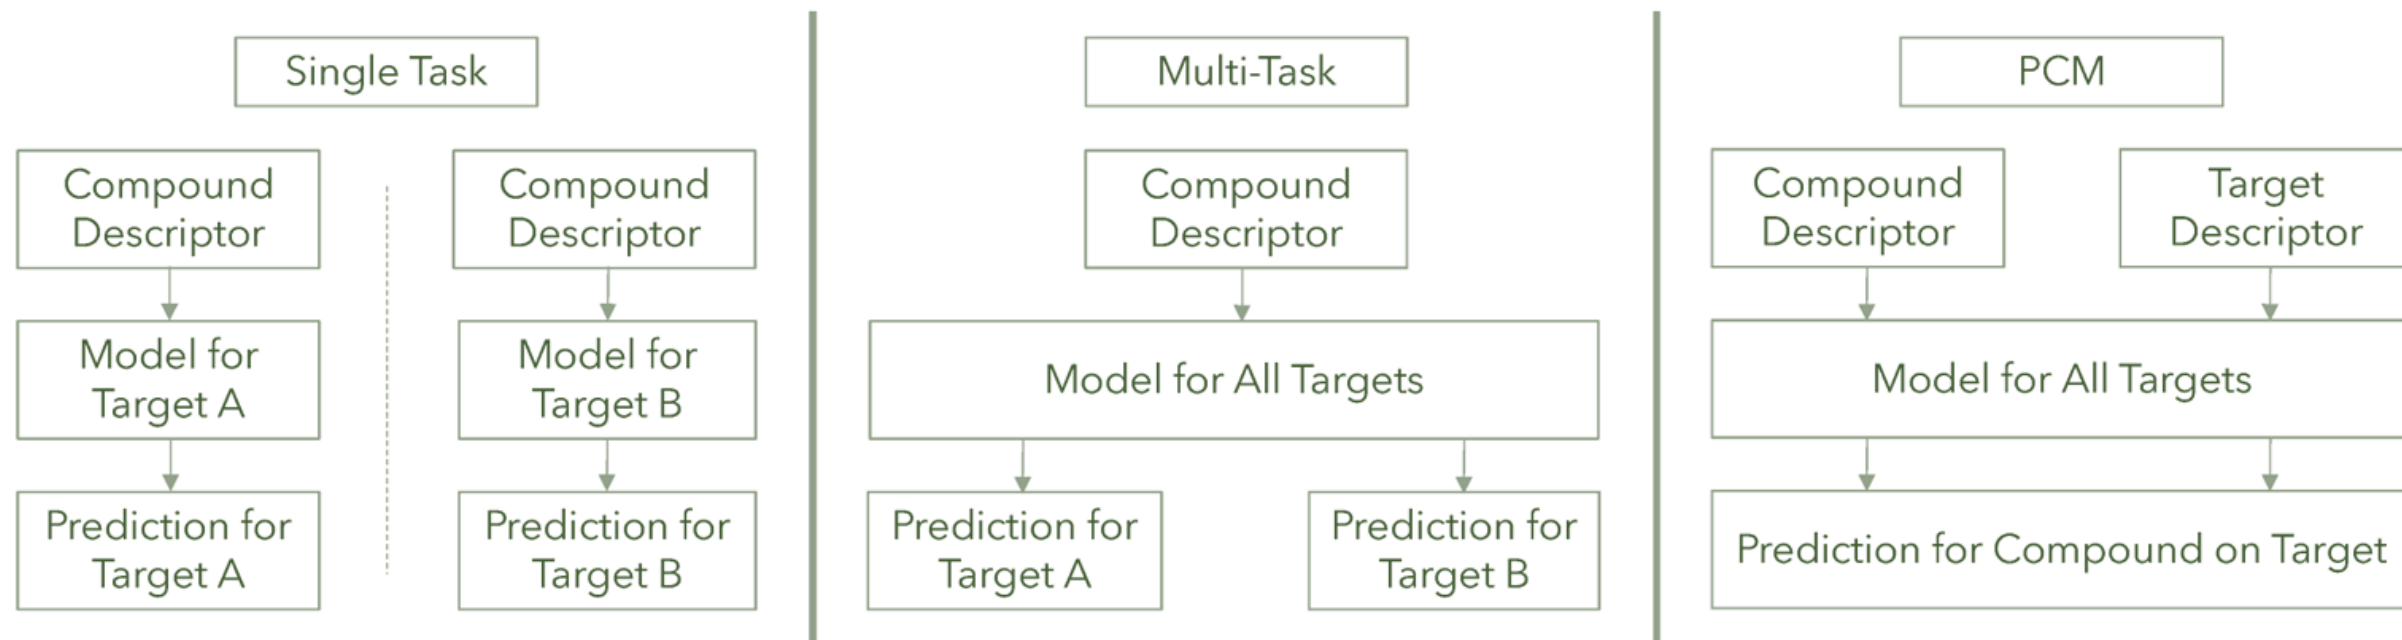 Single Task
Compound
Descriptor
Compound
Descriptor
Model for
Target A
Model for
Target B
Prediction for
Target A
Prediction for
Target B
Multi-Task
Compound
Descriptor
Model for All Targets
Prediction for
Target A
Prediction for
Target B
PCM
Compound
Descriptor
Target
Descriptor
Model for All Targets
Prediction for Compound on Target